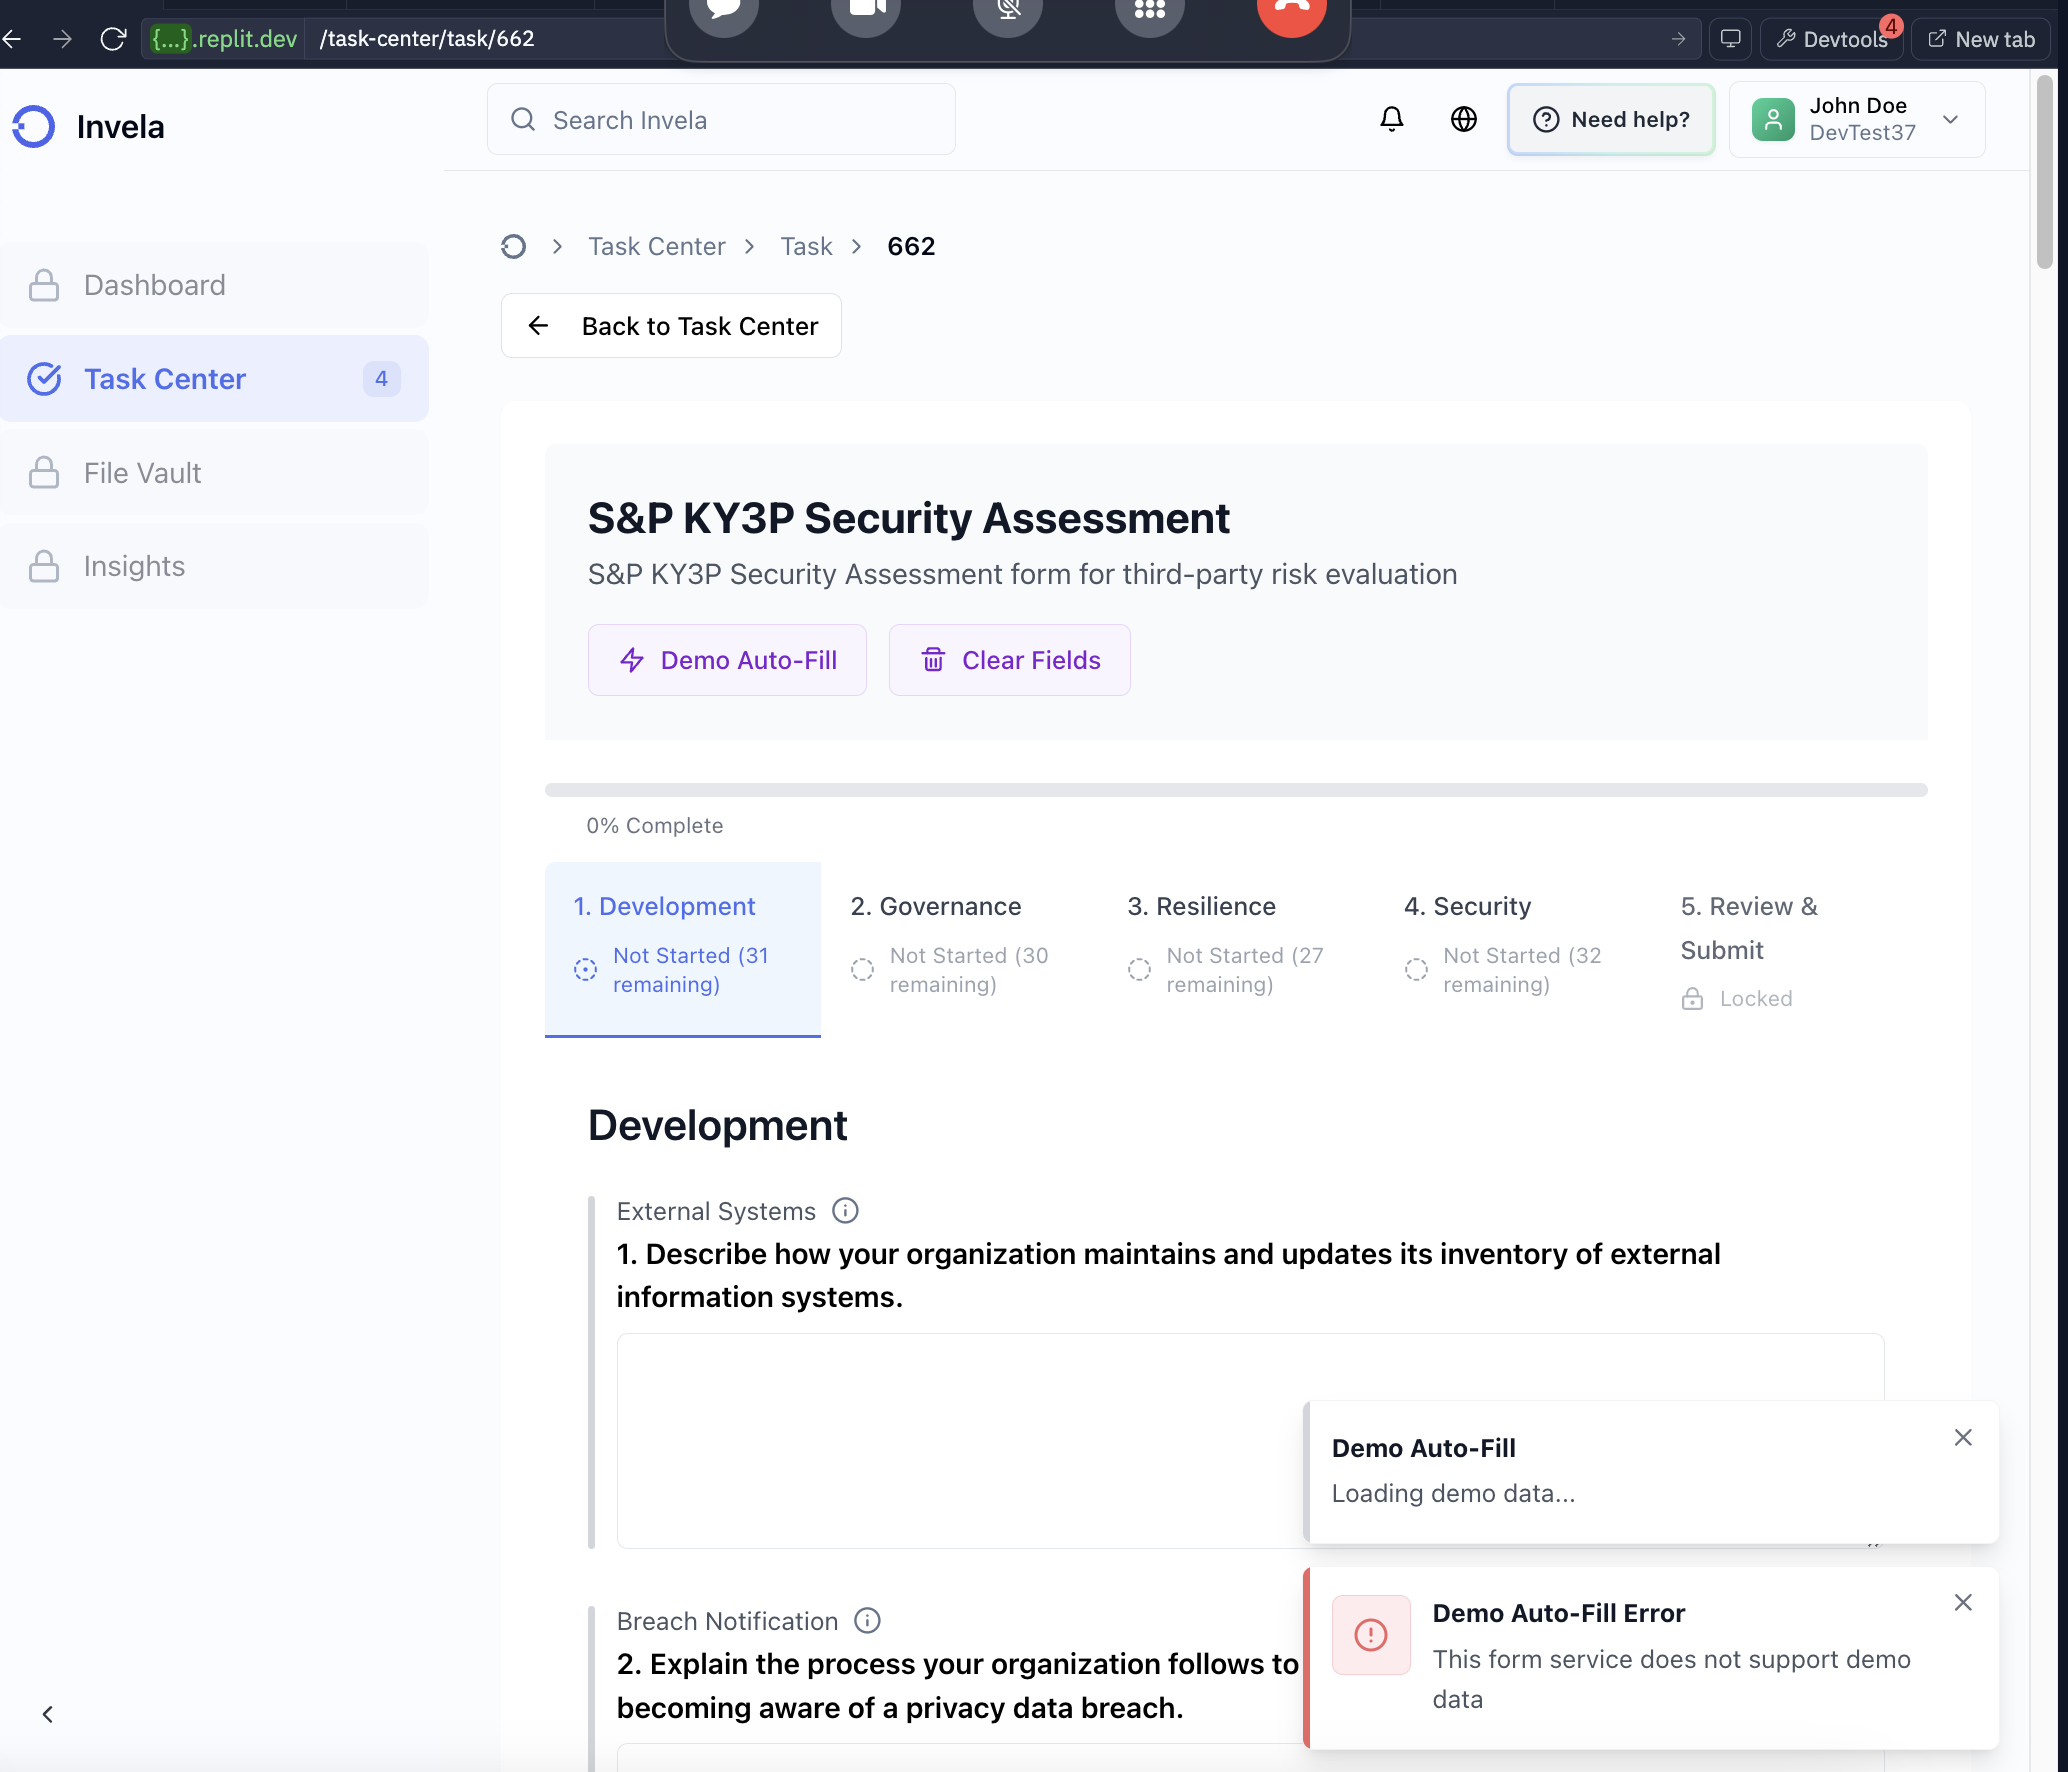 {...}.replit.dev /task-center/task/662
Devtools 4
New tab
Invela
Search Invela
Need help?
John Doe
DevTest37
Dashboard
Task Center 4
File Vault
Insights
Task Center > Task > 662
Back to Task Center
S&P KY3P Security Assessment
S&P KY3P Security Assessment form for third-party risk evaluation
Demo Auto-Fill
Clear Fields
0% Complete
1. Development
Not Started (31
remaining)
2. Governance
Not Started (30
remaining)
3. Resilience
Not Started (27
remaining)
4. Security
Not Started (32
remaining)
5. Review &
Submit
Locked
Development
External Systems
1. Describe how your organization maintains and updates its inventory of external
information systems.
Breach Notification
2. Explain the process your organization follows to
becoming aware of a privacy data breach.
Demo Auto-Fill
Loading demo data...
Demo Auto-Fill Error
This form service does not support demo
data